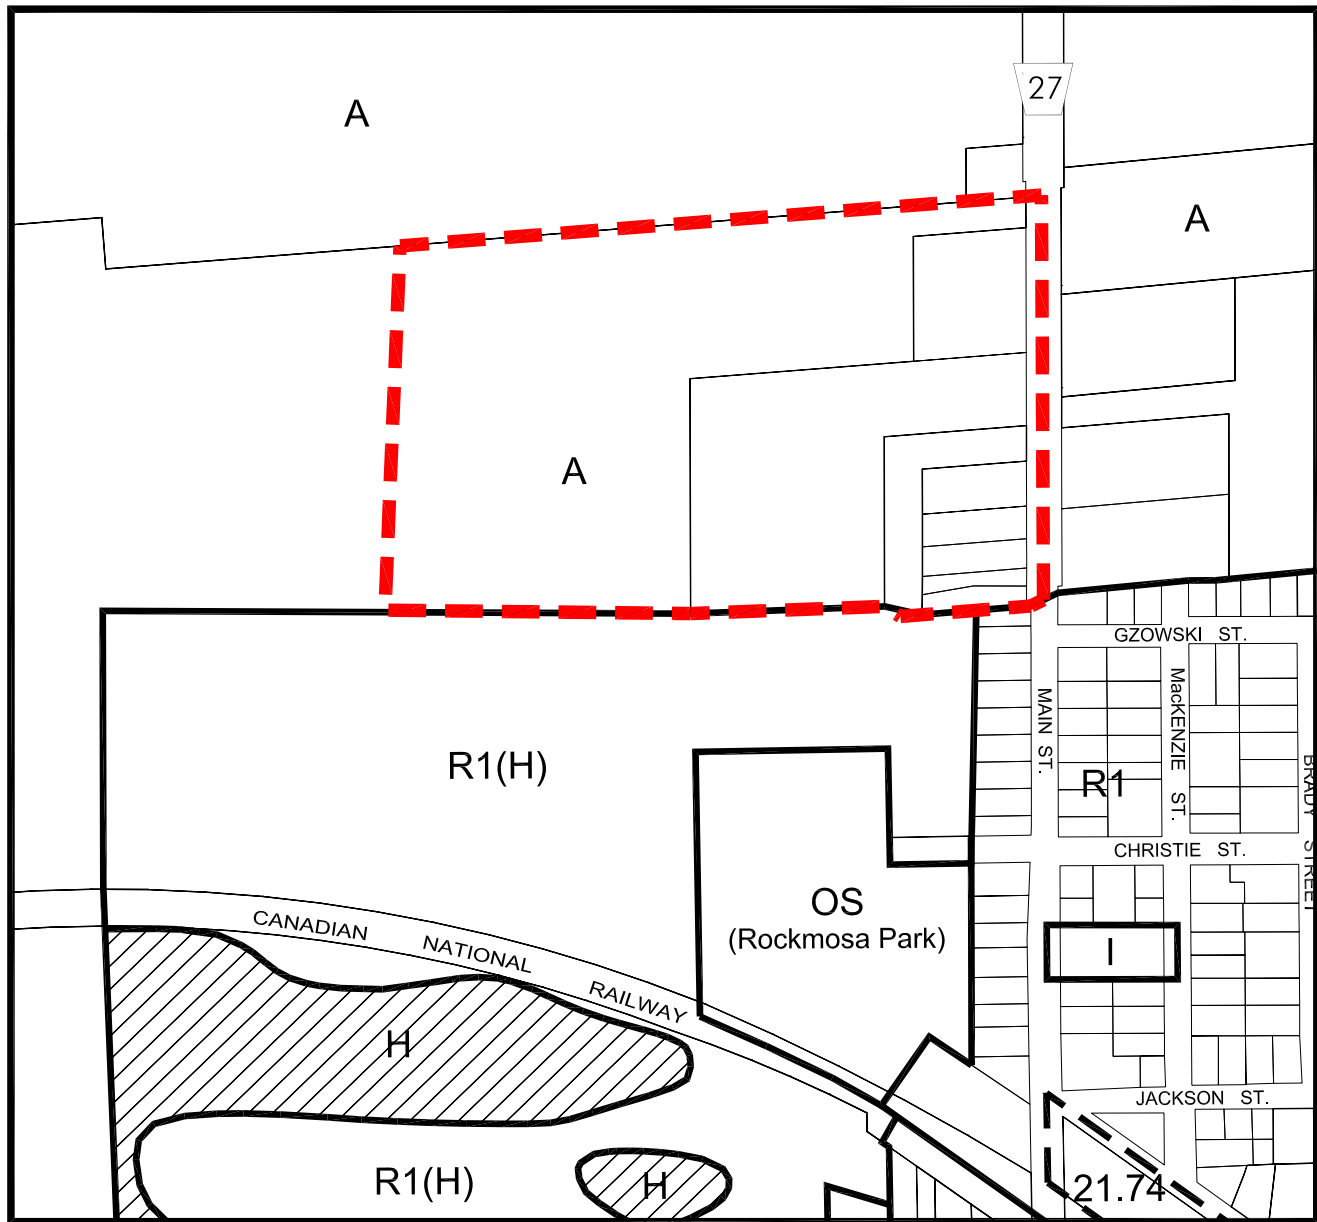 27
A
A
A
GZOWSKI ST.
MAIN ST.
MacKENZIE ST.
BRADY STREET
R1(H)
R1
CHRISTIE ST.
OS
(Rockmosa Park)
CANADIAN NATIONAL RAILWAY
I
H
JACKSON ST.
R1(H)
H
21.74